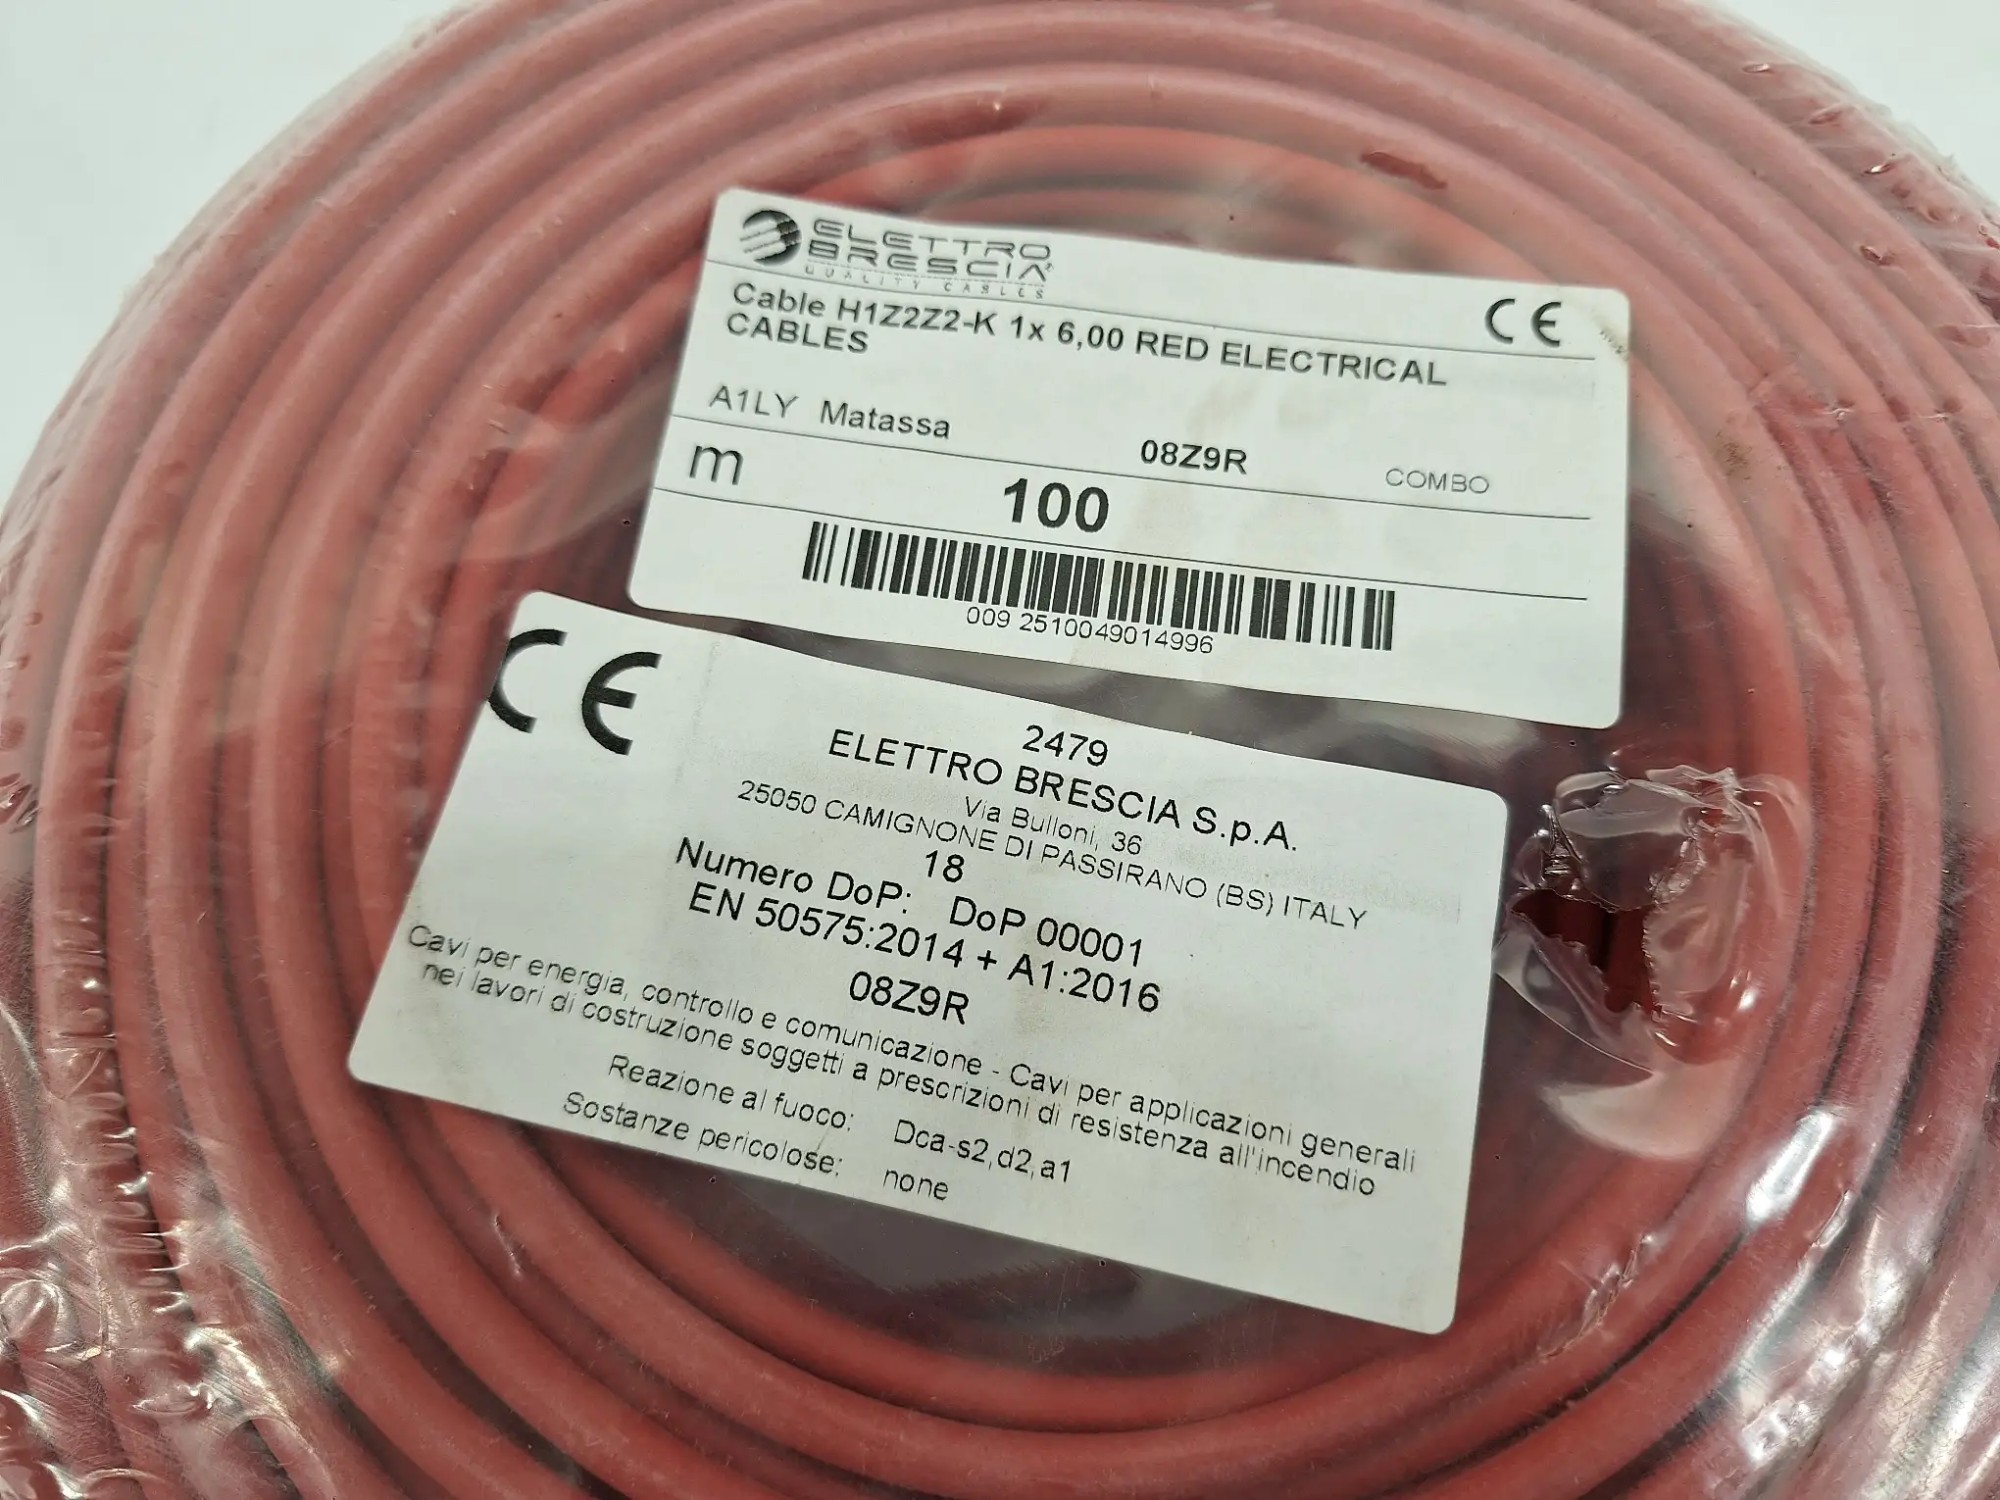 ELETTRO
BRESCIA
QUALITY CABLES
CE
Cable H1Z2Z2-K 1x 6,00 RED ELECTRICAL
CABLES
A1LY Matassa 08Z9R COMBO
m 100
009 2510049014996
CE
2479
ELETTRO BRESCIA S.p.A.
Via Bulloni, 36
25050 CAMIGNONE DI PASSIRANO (BS) ITALY
18
Numero DoP: DoP 00001
EN 50575:2014 + A1:2016
08Z9R
Cavi per energia, controllo e comunicazione - Cavi per applicazioni generali
nei lavori di costruzione soggetti a prescrizioni di resistenza all'incendio
Reazione al fuoco: Dca-s2,d2,a1
Sostanze pericolose: none